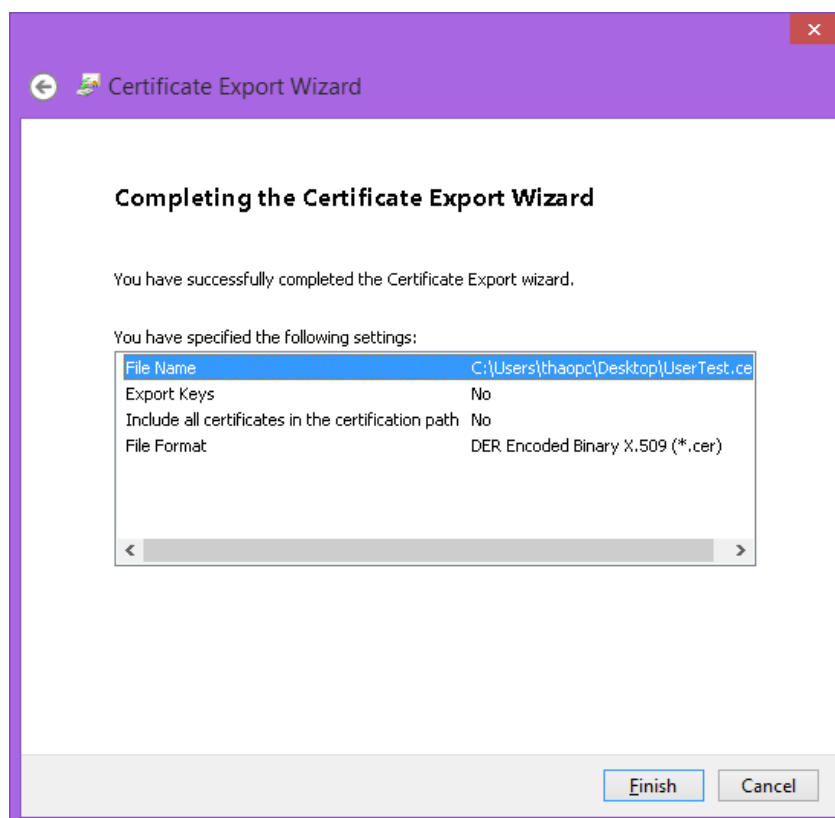 Certificate Export Wizard
Completing the Certificate Export Wizard
You have successfully completed the Certificate Export wizard.
You have specified the following settings:
File Name C:\Users\thaopc\Desktop\UserTest.ce
Export Keys No
Include all certificates in the certification path No
File Format DER Encoded Binary X.509 (*.cer)
Finish Cancel